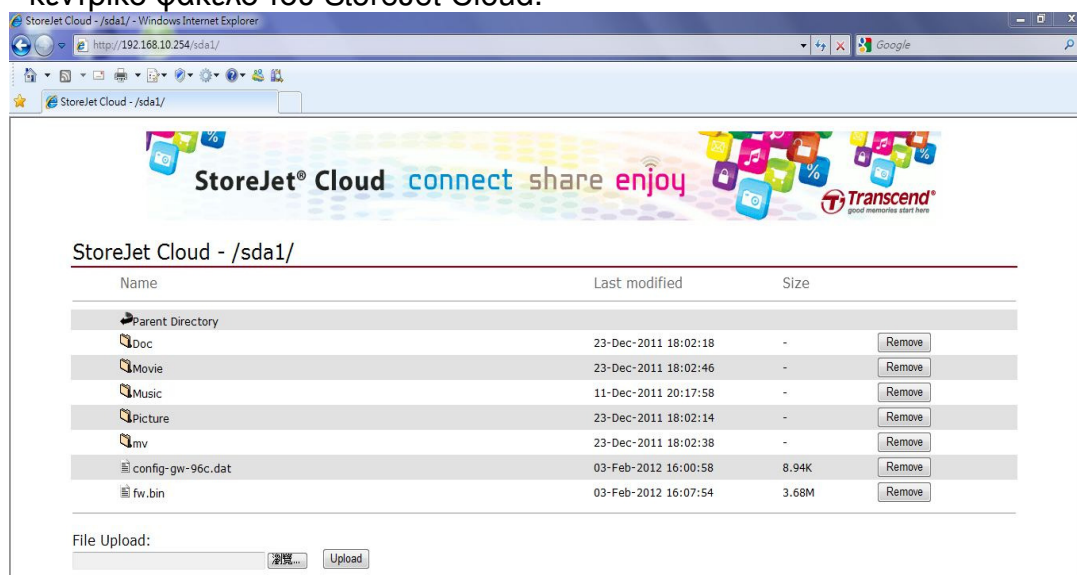 κεντρικό φάκελο του StoreJet Cloud.
StoreJet Cloud - /sda1/ - Windows Internet Explorer
http://192.168.10.254/sda1/
Google
StoreJet Cloud - /sda1/
StoreJet® Cloud connect share enjoy
Transcend®
good memories start here
StoreJet Cloud - /sda1/
Name Last modified Size
Parent Directory
Doc 23-Dec-2011 18:02:18 - Remove
Movie 23-Dec-2011 18:02:46 - Remove
Music 11-Dec-2011 20:17:58 - Remove
Picture 23-Dec-2011 18:02:14 - Remove
mv 23-Dec-2011 18:02:38 - Remove
config-gw-96c.dat 03-Feb-2012 16:00:58 8.94K Remove
fw.bin 03-Feb-2012 16:07:54 3.68M Remove
File Upload:
瀏覽... Upload